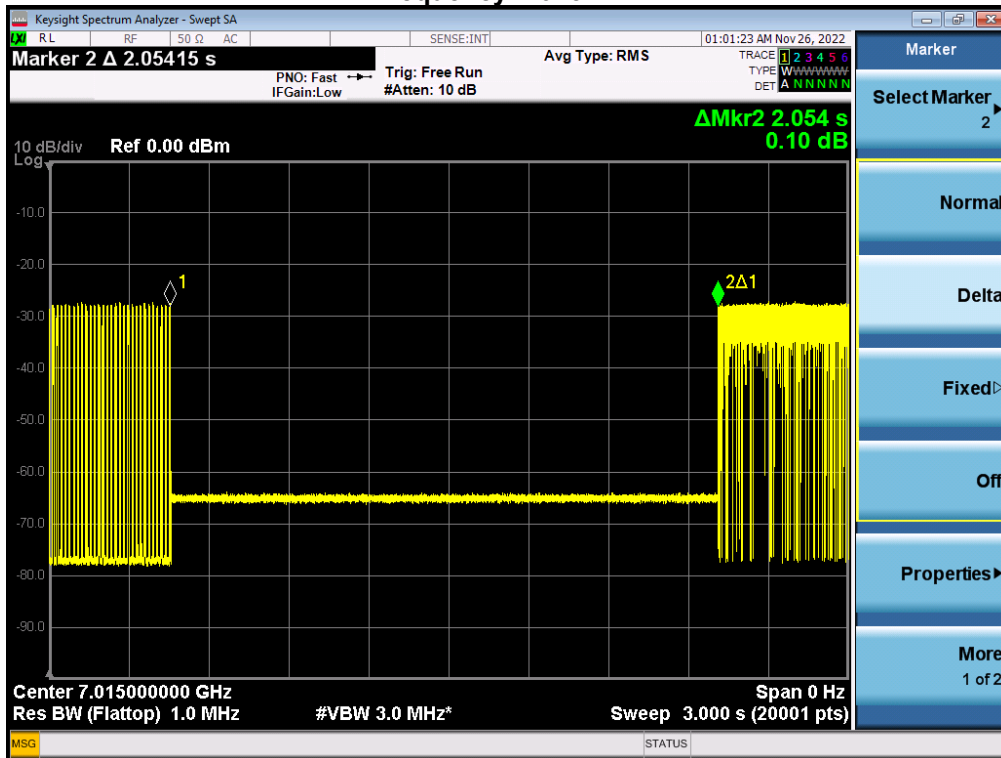 Keysight Spectrum Analyzer - Swept SA
LXI RL RF 50 Ω AC SENSE:INT 01:01:23 AM Nov 26, 2022
Marker 2 Δ 2.05415 s
PNO: Fast
IFGain:Low
Trig: Free Run
#Atten: 10 dB
Avg Type: RMS
TRACE 1 2 3 4 5 6
TYPE WWWWWW
DET A N N N N N
ΔMkr2 2.054 s
0.10 dB
10 dB/div Ref 0.00 dBm
Log
-10.0
-20.0
-30.0
-40.0
-50.0
-60.0
-70.0
-80.0
-90.0
1
2Δ1
Center 7.015000000 GHz Span 0 Hz
Res BW (Flattop) 1.0 MHz #VBW 3.0 MHz* Sweep 3.000 s (20001 pts)
MSG STATUS
Marker
Select Marker
2
Normal
Delta
Fixed
Off
Properties
More
1 of 2